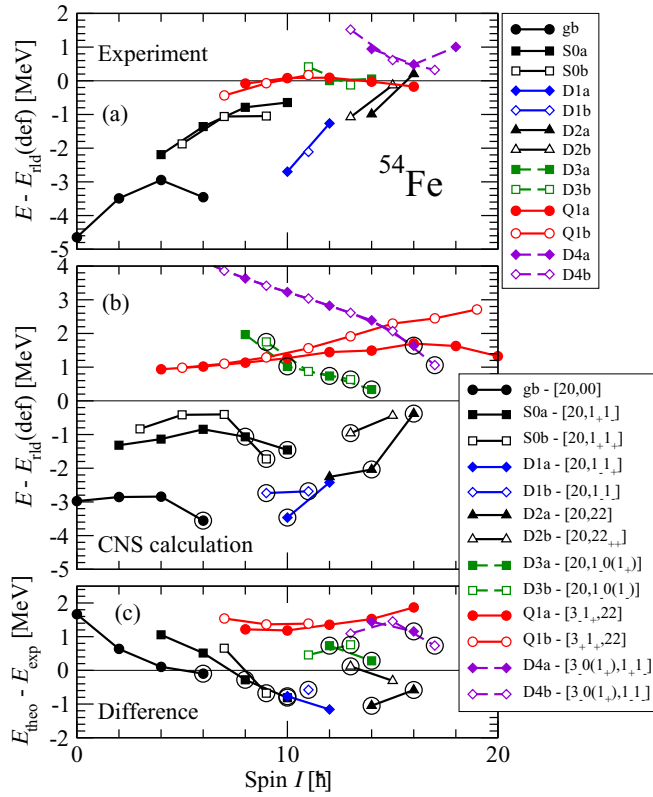 2
1
0
-1
-2
-3
-4
-5
E - E_rld(def) [MeV]
Experiment
(a)
⁵⁴Fe
gb
S0a
S0b
D1a
D1b
D2a
D2b
D3a
D3b
Q1a
Q1b
D4a
D4b
4
3
2
1
0
-1
-2
-3
-4
-5
E - E_rld(def) [MeV]
(b)
CNS calculation
gb - [20,00]
S0a - [20,1₊1₋]
S0b - [20,1₊1₊]
D1a - [20,1₋1₊]
D1b - [20,1₋1₋]
D2a - [20,22]
D2b - [20,22₊₊]
D3a - [20,1₋0(1₊)]
D3b - [20,1₋0(1₋)]
Q1a - [3₋1₊,22]
Q1b - [3₊1₊,22]
D4a - [3₋0(1₊),1₊1₋]
D4b - [3₋0(1₊),1₋1₋]
2
1
0
-1
-2
E_theo - E_exp
(c)
Difference
0
10
20
Spin I [ħ]